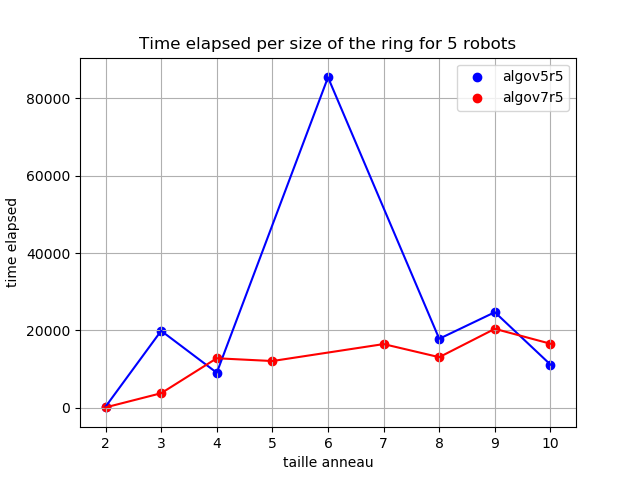 Time elapsed per size of the ring for 5 robots
algov5r5
algov7r5
80000
60000
40000
20000
0
time elapsed
2 3 4 5 6 7 8 9 10
taille anneau